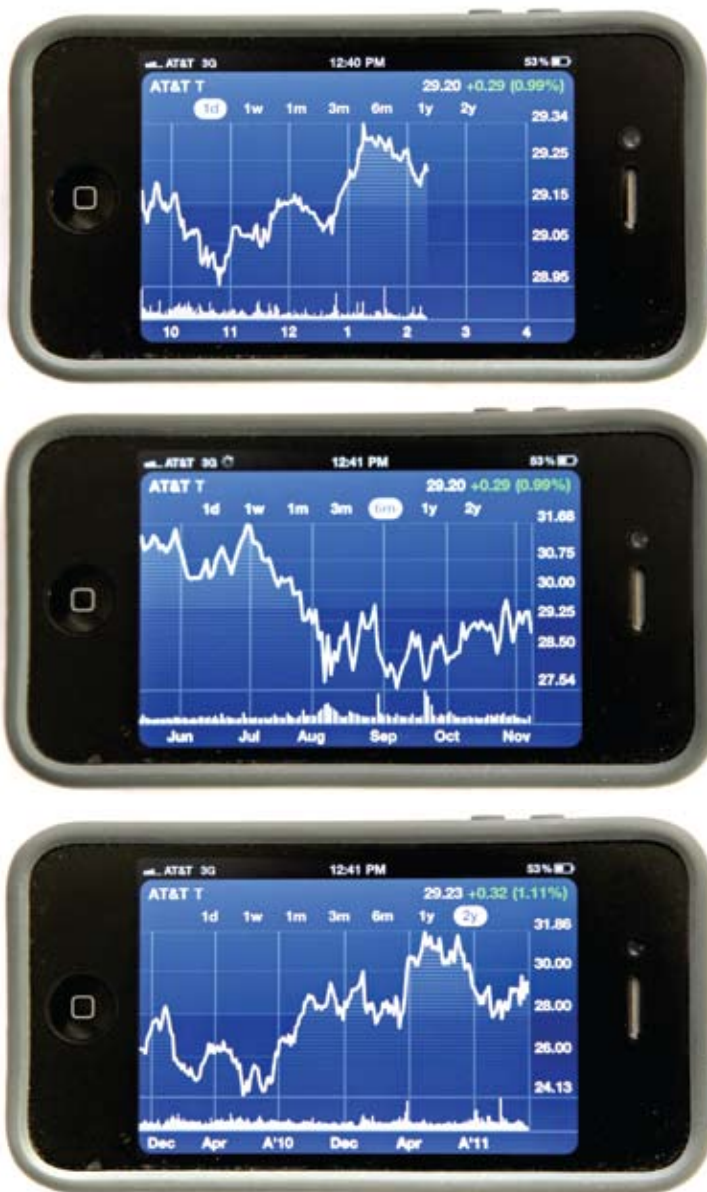 AT&T 3G 12:40 PM 53%
AT&T T 29.20 +0.29 (0.99%)
1d 1w 1m 3m 6m 1y 2y
29.34
29.25
29.15
29.05
28.95
10 11 12 1 2 3 4
AT&T 3G 12:41 PM 53%
AT&T T 29.20 +0.29 (0.99%)
1d 1w 1m 3m 6m 1y 2y
31.68
30.75
30.00
29.25
28.50
27.54
Jun Jul Aug Sep Oct Nov
AT&T 3G 12:41 PM 53%
AT&T T 29.23 +0.32 (1.11%)
1d 1w 1m 3m 6m 1y 2y
31.86
30.00
28.00
26.00
24.13
Dec Apr A'10 Dec Apr A'11